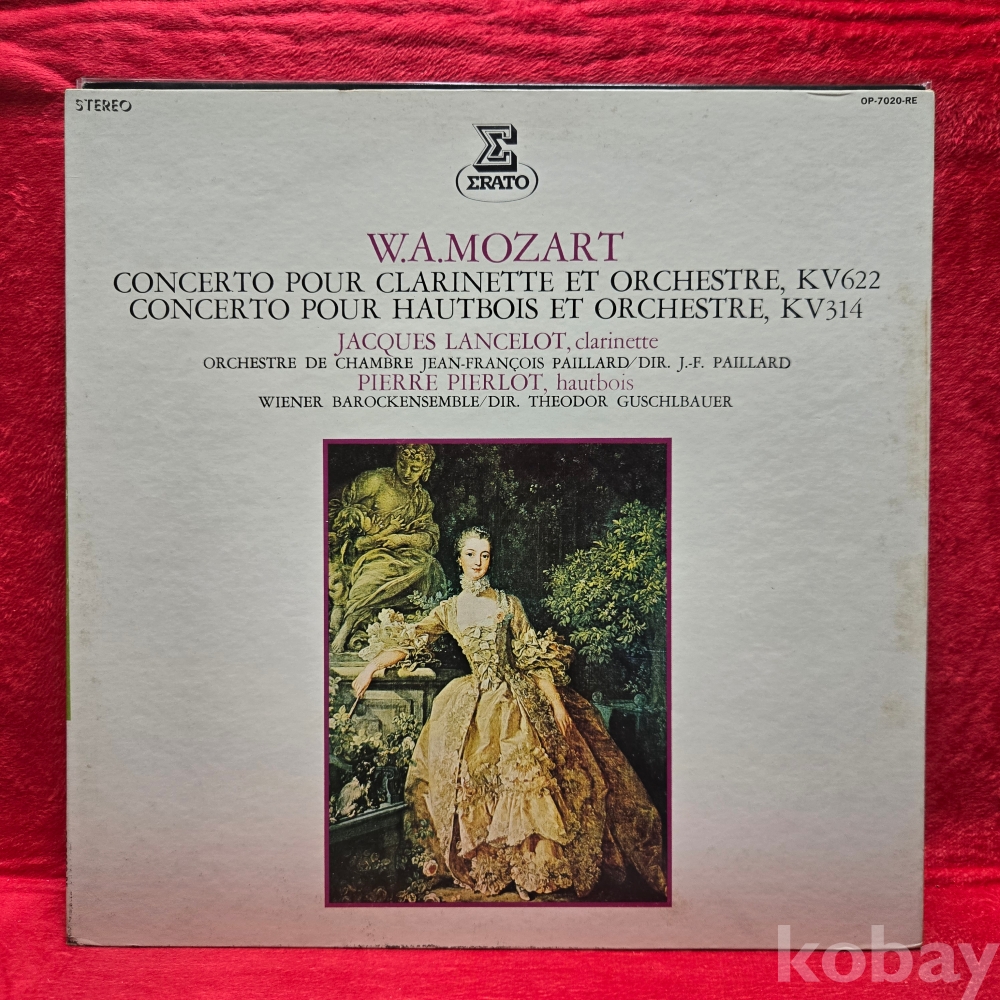 STEREO
OP-7020-RE
Σ
ΣRATO
W.A.MOZART
CONCERTO POUR CLARINETTE ET ORCHESTRE, KV622
CONCERTO POUR HAUTBOIS ET ORCHESTRE, KV314
JACQUES LANCELOT, clarinette
ORCHESTRE DE CHAMBRE JEAN-FRANÇOIS PAILLARD/DIR. J.-F. PAILLARD
PIERRE PIERLOT, hautbois
WIENER BAROCKENSEMBLE/DIR. THEODOR GUSCHLBAUER
kobay